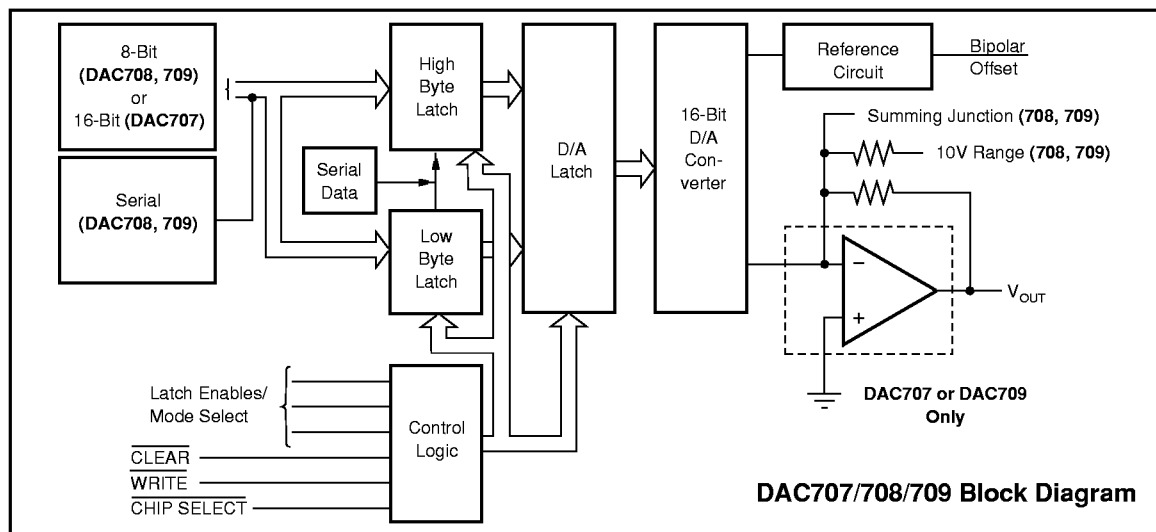 8-Bit
(DAC708, 709)
or
16-Bit (DAC707)
Serial
(DAC708, 709)
High
Byte
Latch
Serial
Data
Low
Byte
Latch
D/A
Latch
16-Bit
D/A
Con-
verter
Reference
Circuit
Bipolar
Offset
Summing Junction (708, 709)
10V Range (708, 709)
−
+
VOUT
DAC707 or DAC709
Only
Latch Enables/
Mode Select
CLEAR
WRITE
CHIP SELECT
Control
Logic
DAC707/708/709 Block Diagram